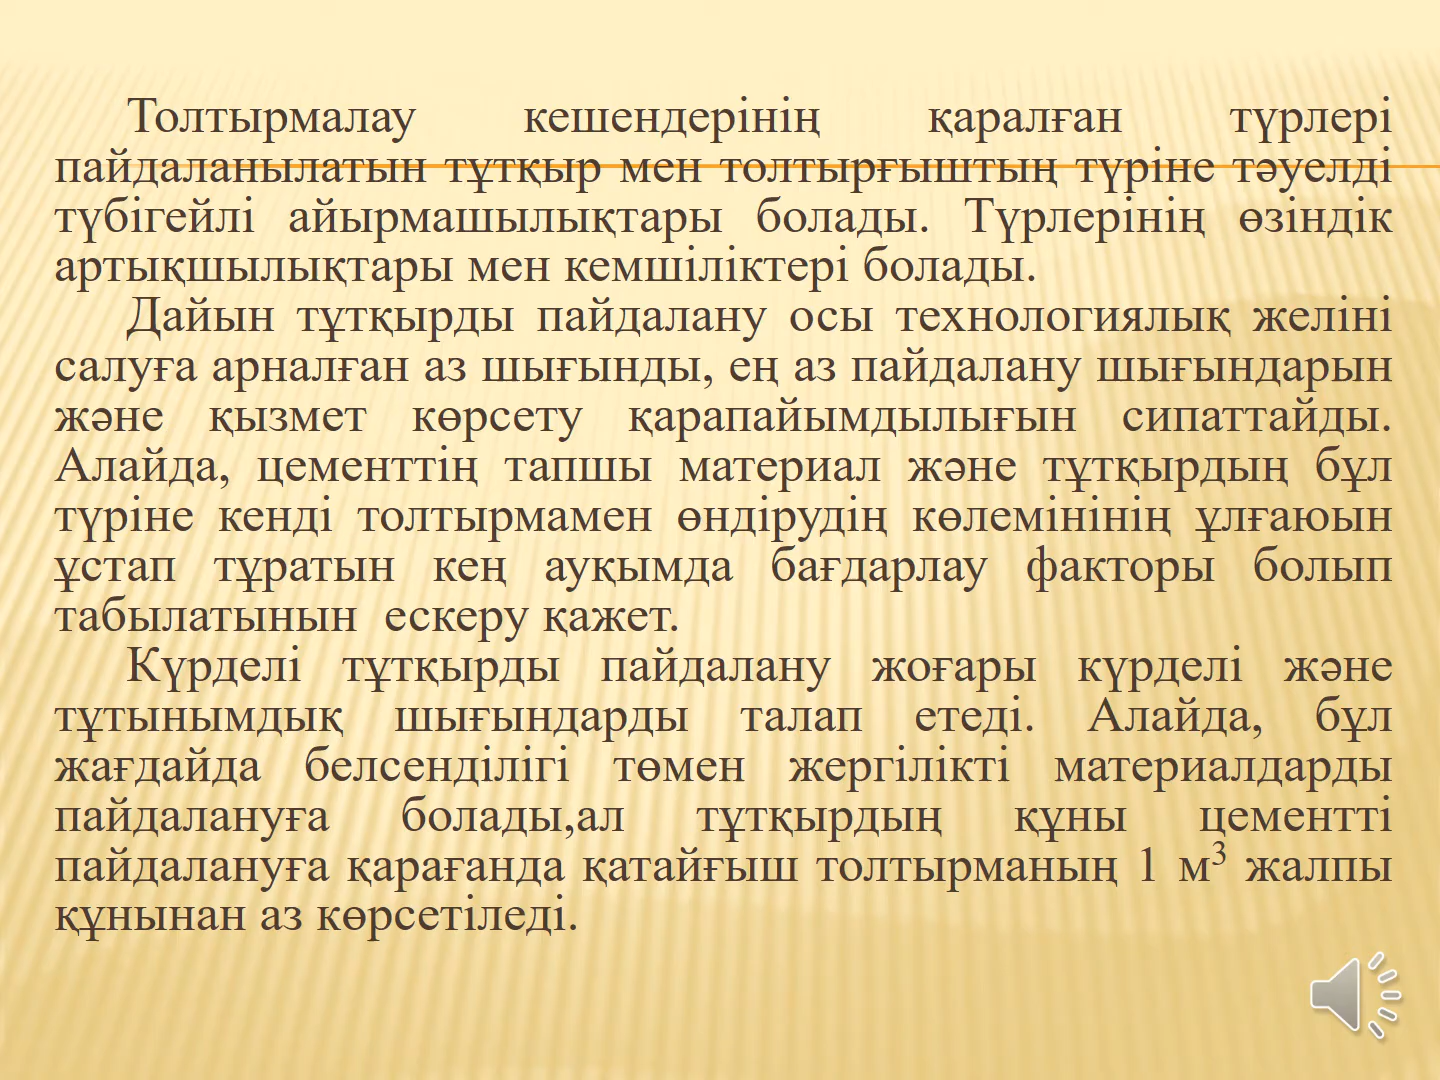 Толтырмалау кешендерінің қаралған түрлері
пайдаланылатын тұтқыр мен толтырғыштың түріне тәуелді
түбігейлі айырмашылықтары болады. Түрлерінің өзіндік
артықшылықтары мен кемшіліктері болады.
Дайын тұтқырды пайдалану осы технологиялық желіні
салуға арналған аз шығынды, ең аз пайдалану шығындарын
және қызмет көрсету қарапайымдылығын сипаттайды.
Алайда, цементтің тапшы материал және тұтқырдың бұл
түріне кенді толтырмамен өндірудің көлемінінің ұлғаюын
ұстап тұратын кең ауқымда бағдарлау факторы болып
табылатынын ескеру қажет.
Күрделі тұтқырды пайдалану жоғары күрделі және
тұтынымдық шығындарды талап етеді. Алайда, бұл
жағдайда белсенділігі төмен жергілікті материалдарды
пайдалануға болады,ал тұтқырдың құны цементті
пайдалануға қарағанда қатайғыш толтырманың 1 м³ жалпы
құнынан аз көрсетіледі.